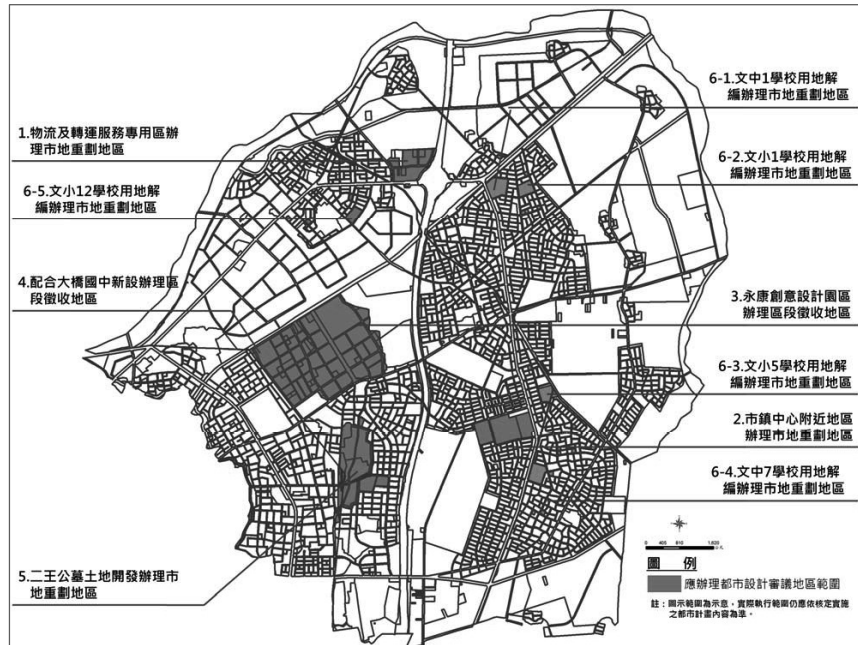 1.物流及轉運服務專用區辦
理市地重劃地區
6-5.文小12學校用地解
編辦理市地重劃地區
4.配合大橋國中新設辦理區
段徵收地區
5.二王公墓土地開發辦理市
地重劃地區
6-1.文中1學校用地解
編辦理市地重劃地區
6-2.文小1學校用地解
編辦理市地重劃地區
3.永康創意設計園區
辦理區段徵收地區
6-3.文小5學校用地解
編辦理市地重劃地區
2.市鎮中心附近地區
辦理市地重劃地區
6-4.文中7學校用地解
編辦理市地重劃地區
圖 例
應辦理都市設計審議地區範圍
註：圖示範圍為示意，實際執行範圍仍應依核定實施
之都市計畫內容為準。